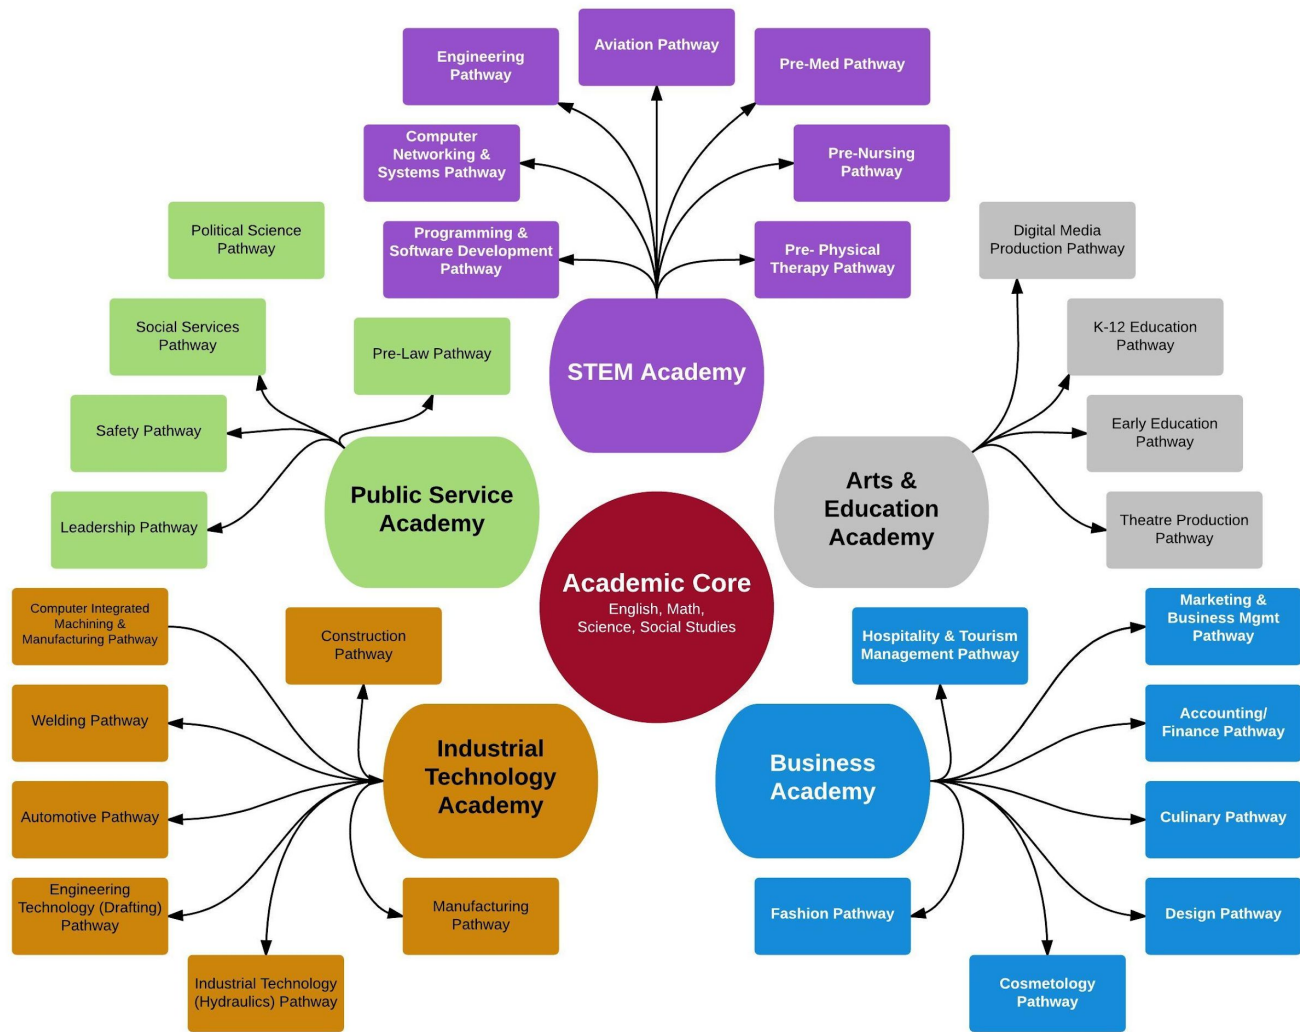 Engineering
Pathway
Aviation Pathway
Pre-Med Pathway
Computer
Networking &
Systems Pathway
Pre-Nursing
Pathway
Programming &
Software Development
Pathway
Pre- Physical
Therapy Pathway
STEM Academy
Political Science
Pathway
Social Services
Pathway
Pre-Law Pathway
Safety Pathway
Leadership Pathway
Public Service
Academy
Digital Media
Production Pathway
K-12 Education
Pathway
Early Education
Pathway
Theatre Production
Pathway
Arts &
Education
Academy
Academic Core
English, Math,
Science, Social Studies
Computer Integrated
Machining &
Manufacturing Pathway
Construction
Pathway
Welding Pathway
Automotive Pathway
Engineering
Technology (Drafting)
Pathway
Industrial Technology
(Hydraulics) Pathway
Manufacturing
Pathway
Industrial
Technology
Academy
Hospitality & Tourism
Management Pathway
Marketing &
Business Mgmt
Pathway
Accounting/
Finance Pathway
Culinary Pathway
Design Pathway
Cosmetology
Pathway
Fashion Pathway
Business
Academy